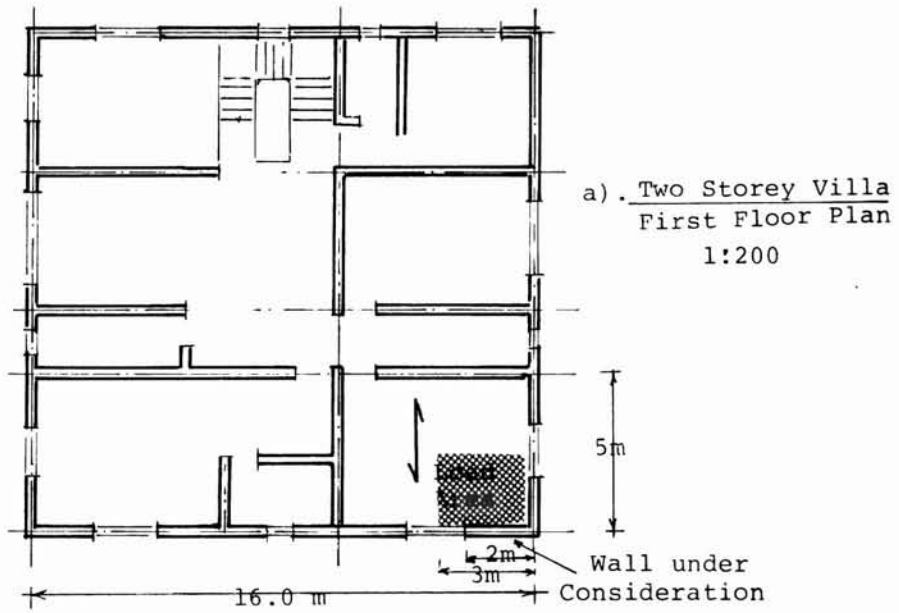 a). Two Storey Villa
First Floor Plan
1:200
5m
2m
3m
Wall under
Consideration
16.0 m